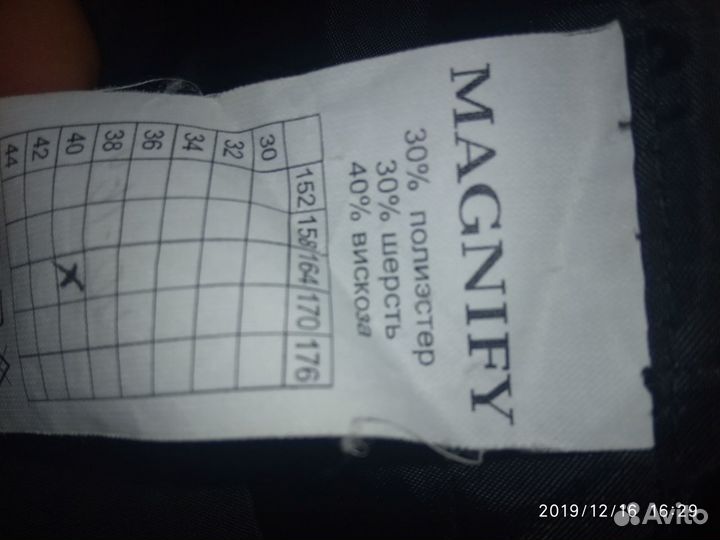 MAGNIFY
30% полиэстер
30% шерсть
40% вискоза
152 158 164 170 176
30
32
34
36
38
40 X
42
44
2019/12/16 16:29
Avito